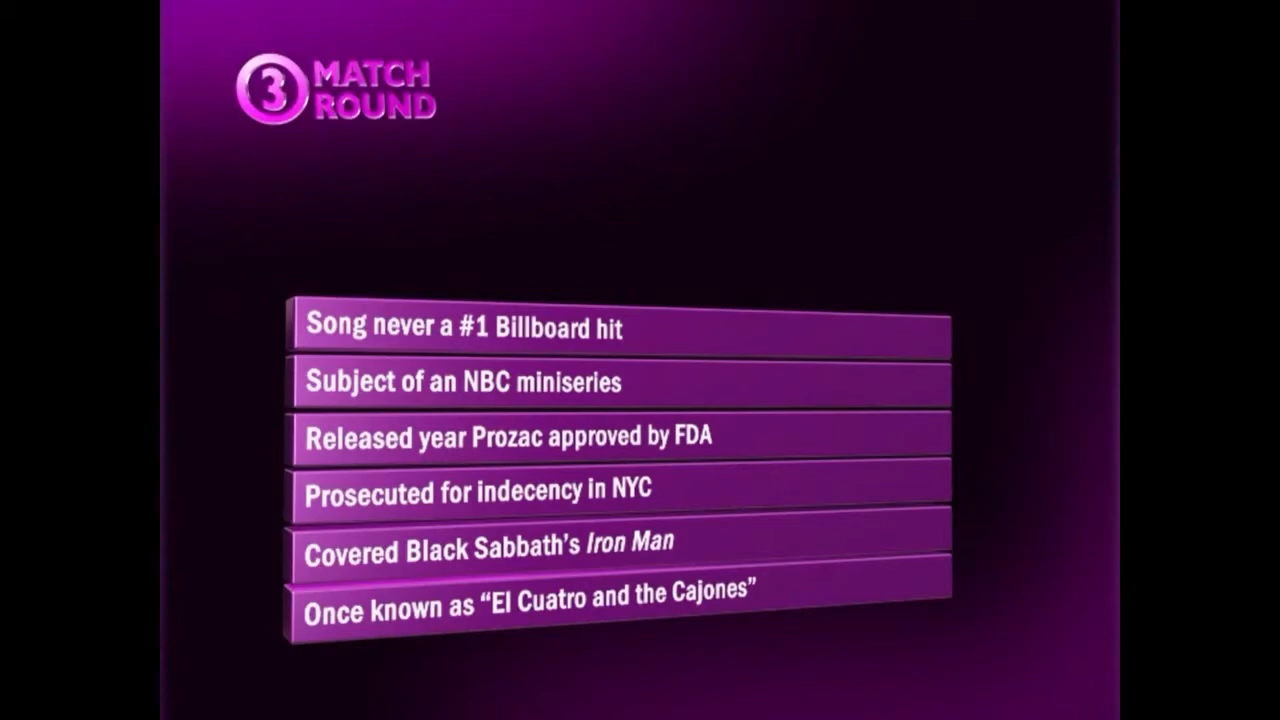 3 MATCH
ROUND
Song never a #1 Billboard hit
Subject of an NBC miniseries
Released year Prozac approved by FDA
Prosecuted for indecency in NYC
Covered Black Sabbath's Iron Man
Once known as “El Cuatro and the Cajones”